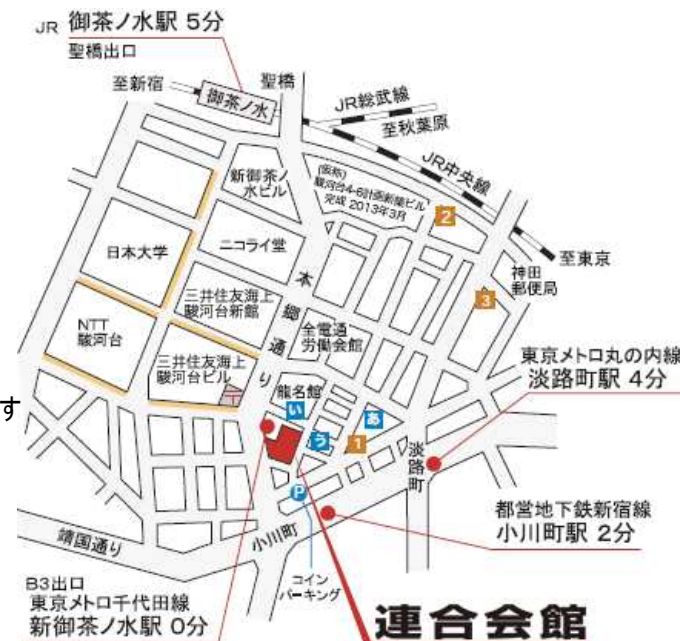 JR 御茶ノ水駅 5分
聖橋出口
至新宿
聖橋
御茶ノ水
JR総武線
至秋葉原
JR中央線
新御茶ノ
水ビル
(仮称)
駿河台4-6計画新築ビル
完成 2013年3月
2
至東京
日本大学
ニコライ堂
神田
郵便局
3
本郷通り
三井住友海上
駿河台新館
NTT
駿河台
全電通
労働会館
東京メトロ丸の内線
淡路町駅 4分
三井住友海上
駿河台ビル
〒
す
龍名館
い
あ
う
1
淡路町
P
都営地下鉄新宿線
小川町駅 2分
靖国通り
小川町
コイン
パーキング
B3出口
東京メトロ千代田線
新御茶ノ水駅 0分
連合会館